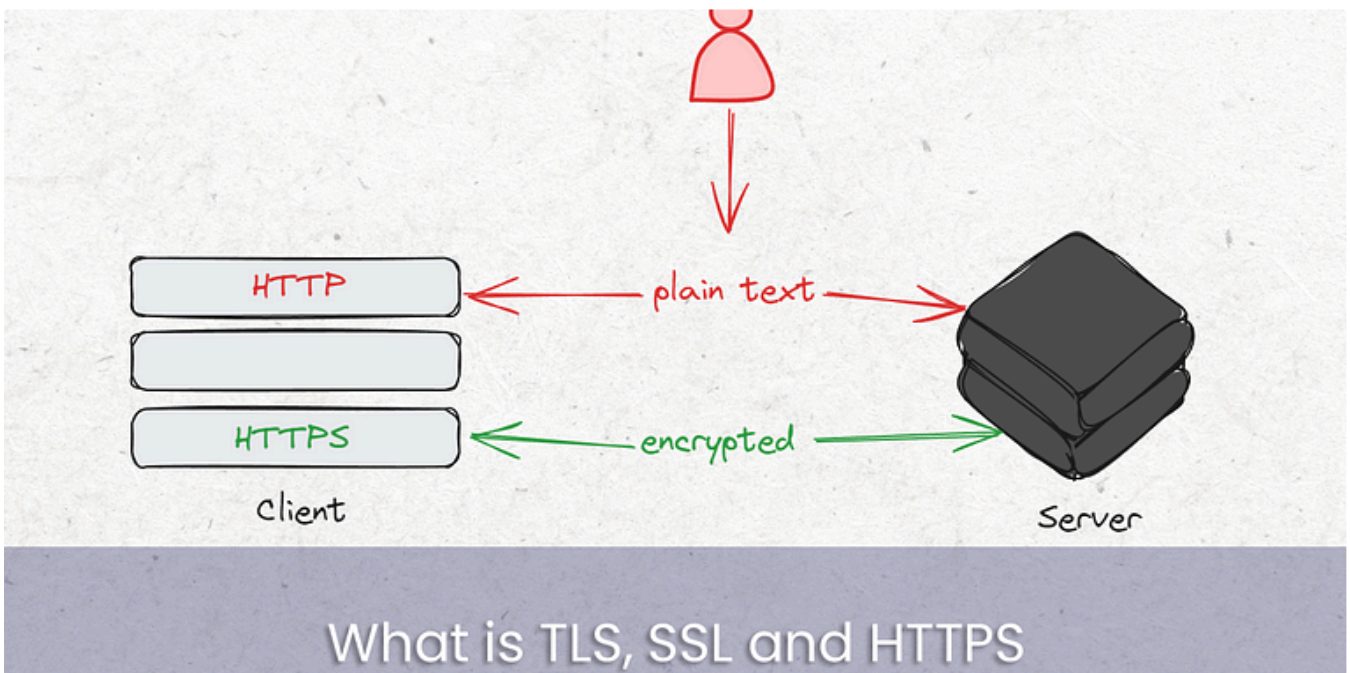 HTTP
plain text
HTTPS
encrypted
Client
Server
What is TLS, SSL and HTTPS